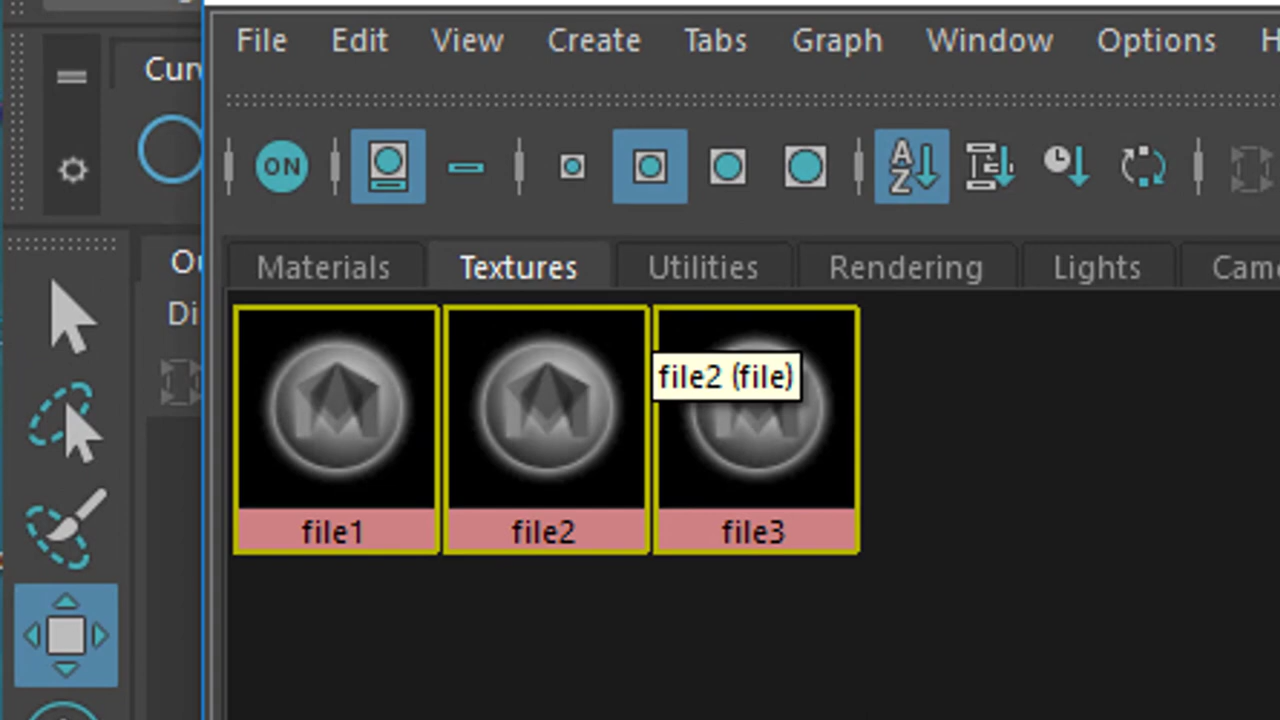 File Edit View Create Tabs Graph Window Options
ON
A
Z
Materials Textures Utilities Rendering Lights
file2 (file)
file1 file2 file3